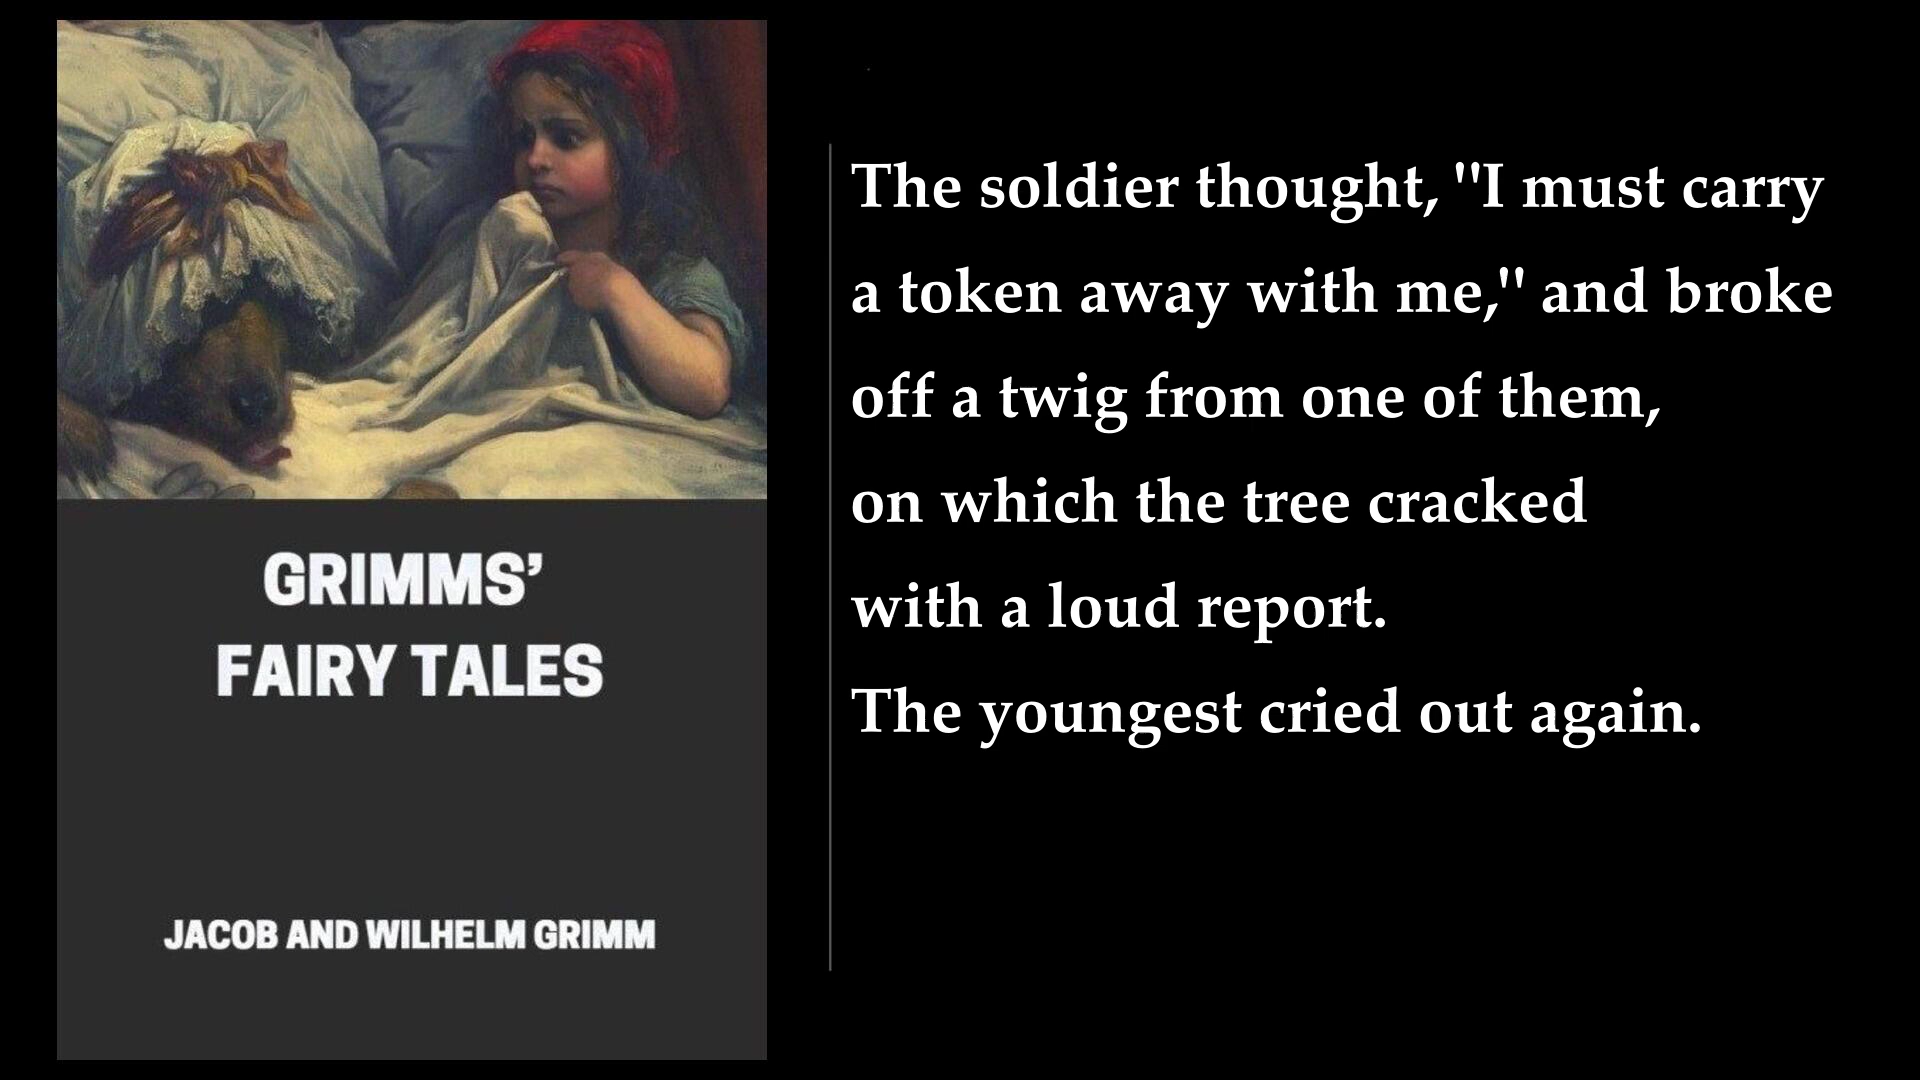 GRIMMS’
FAIRY TALES
JACOB AND WILHELM GRIMM
The soldier thought, "I must carry
a token away with me," and broke
off a twig from one of them,
on which the tree cracked
with a loud report.
The youngest cried out again.